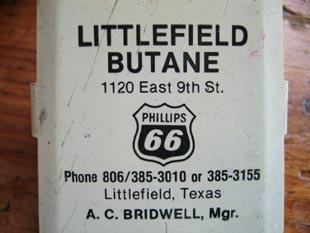 LITTLEFIELD
BUTANE
1120 East 9th St.
PHILLIPS
66
Phone 806/385-3010 or 385-3155
Littlefield, Texas
A. C. BRIDWELL, Mgr.